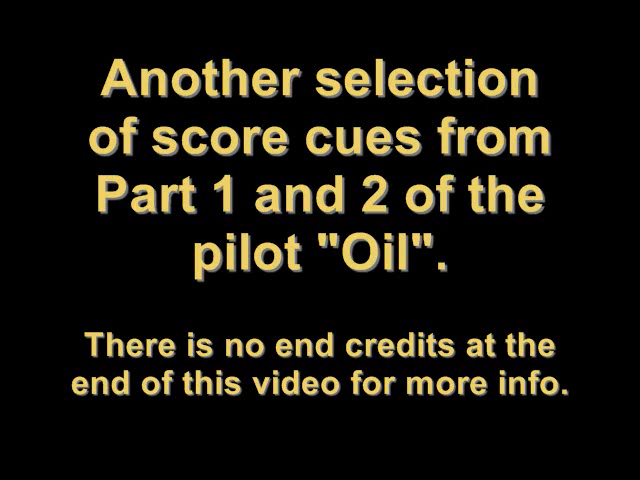 Another selection
of score cues from
Part 1 and 2 of the
pilot "Oil".
There is no end credits at the
end of this video for more info.